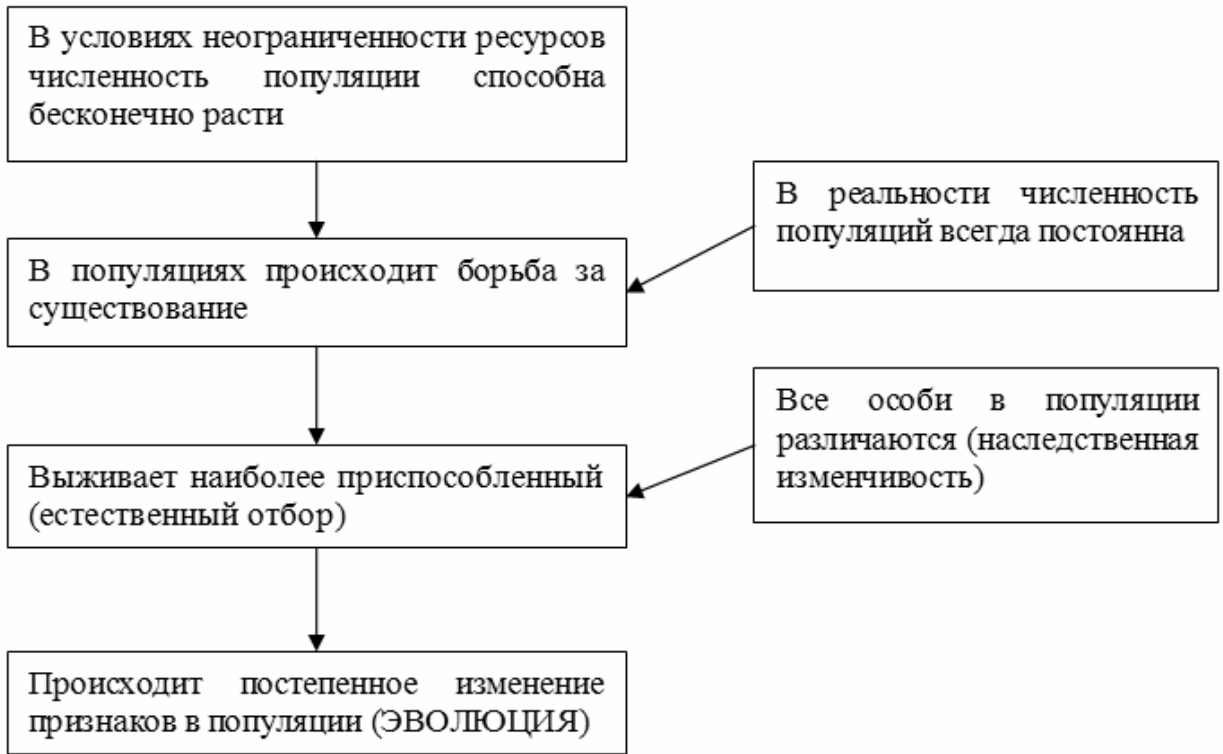 В условиях неограниченности ресурсов
численность популяции способна
бесконечно расти
В реальности численность
популяций всегда постоянна
В популяциях происходит борьба за
существование
Все особи в популяции
различаются (наследственная
изменчивость)
Выживает наиболее приспособленный
(естественный отбор)
Происходит постепенное изменение
признаков в популяции (ЭВОЛЮЦИЯ)